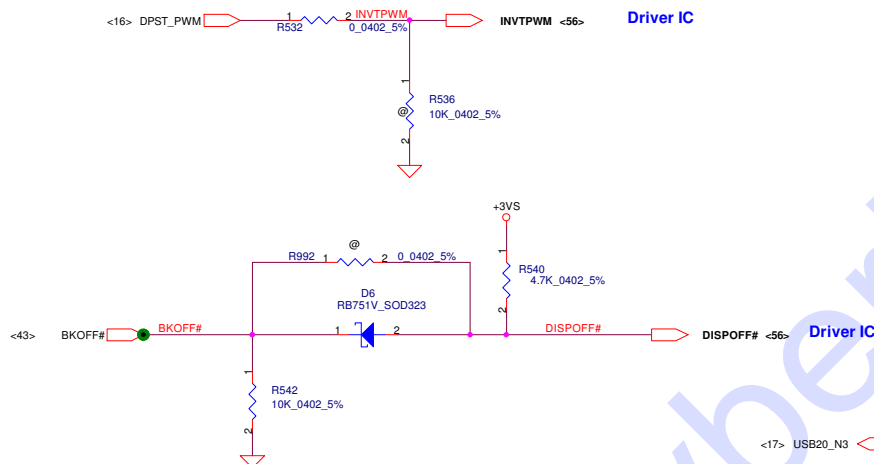 <16> DPST_PWM 1 R532 2 INVTPWM 0_0402_5% INVTPWM <56> Driver IC
1
@ R536
10K_0402_5%
2
+3VS
1
@
R992 1 2 0_0402_5%
R540
4.7K_0402_5%
2
D6
RB751V_SOD323
<43> BKOFF# BKOFF# 1 2 DISPOFF# DISPOFF# <56> Driver IC
1
R542
10K_0402_5%
2
<17> USB20_N3